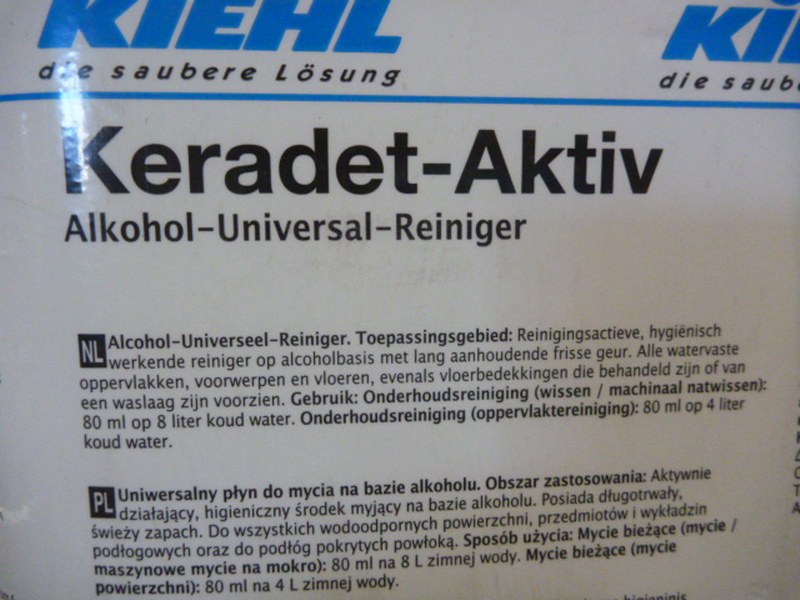 KIEHL
die saubere Lösung
KI
die saub
Keradet-Aktiv
Alkohol-Universal-Reiniger
NL Alcohol-Universeel-Reiniger. Toepassingsgebied: Reinigingsactieve, hygiënisch
werkende reiniger op alcoholbasis met lang aanhoudende frisse geur. Alle watervaste
oppervlakken, voorwerpen en vloeren, evenals vloerbedekkingen die behandeld zijn of van
een waslaag zijn voorzien. Gebruik: Onderhoudsreiniging (wissen / machinaal natwissen):
80 ml op 8 liter koud water. Onderhoudsreiniging (oppervlaktereiniging): 80 ml op 4 liter
koud water.
PL Uniwersalny płyn do mycia na bazie alkoholu. Obszar zastosowania: Aktywnie
działający, higieniczny środek myjący na bazie alkoholu. Posiada długotrwały,
świeży zapach. Do wszystkich wodoodpornych powierzchni, przedmiotów i wykładzin
podłogowych oraz do podłóg pokrytych powłoką. Sposób użycia: Mycie bieżące (mycie /
maszynowe mycie na mokro): 80 ml na 8 L zimnej wody. Mycie bieżące (mycie
powierzchni): 80 ml na 4 L zimnej wody.